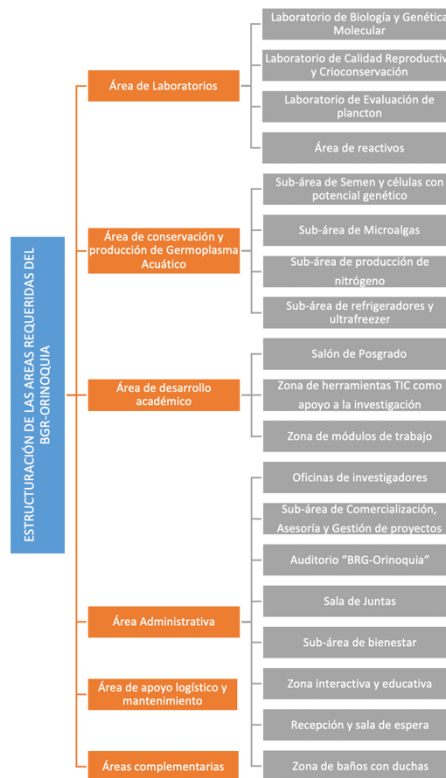 ESTRUCTURACIÓN DE LAS AREAS REQUERIDAS DEL
BGR-ORINOQUIA
Área de Laboratorios
Laboratorio de Biología y Genética
Molecular
Laboratorio de Calidad Reproductiv
y Crioconservación
Laboratorio de Evaluación de
plancton
Área de reactivos
Área de conservación y
producción de Germoplasma
Acuático
Sub-área de Semen y células con
potencial genético
Sub-área de Microalgas
Sub-área de producción de
nitrógeno
Sub-área de refrigeradores y
ultrafreezer
Área de desarrollo
académico
Salón de Posgrado
Zona de herramientas TIC como
apoyo a la investigación
Zona de módulos de trabajo
Área Administrativa
Oficinas de investigadores
Sub-área de Comercialización,
Asesoría y Gestión de proyectos
Auditorio "BRG-Orinoquia"
Sala de Juntas
Sub-área de bienestar
Zona interactiva y educativa
Recepción y sala de espera
Zona de baños con duchas
Área de apoyo logístico y
mantenimiento
Áreas complementarias